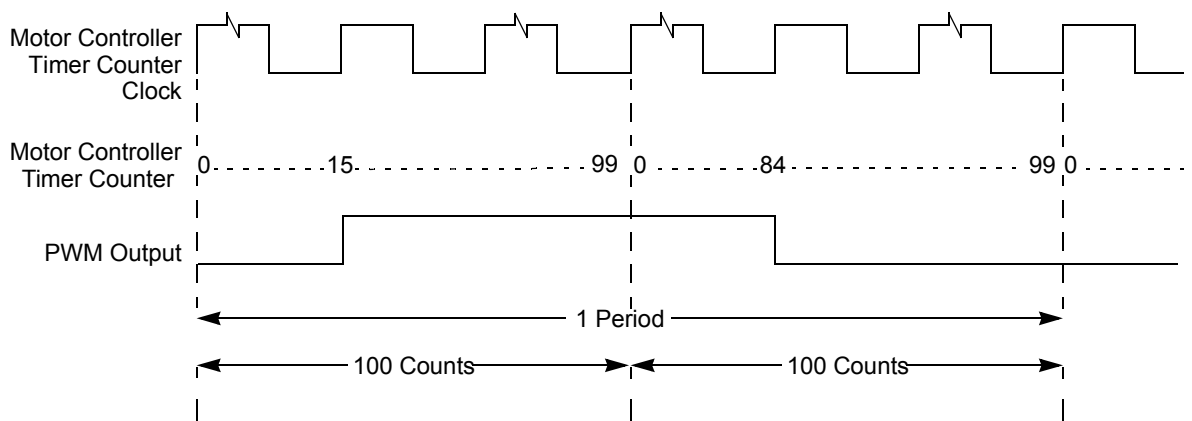 Motor Controller
Timer Counter
Clock
Motor Controller
Timer Counter
0 15 99 0 84 99 0
PWM Output
1 Period
100 Counts 100 Counts